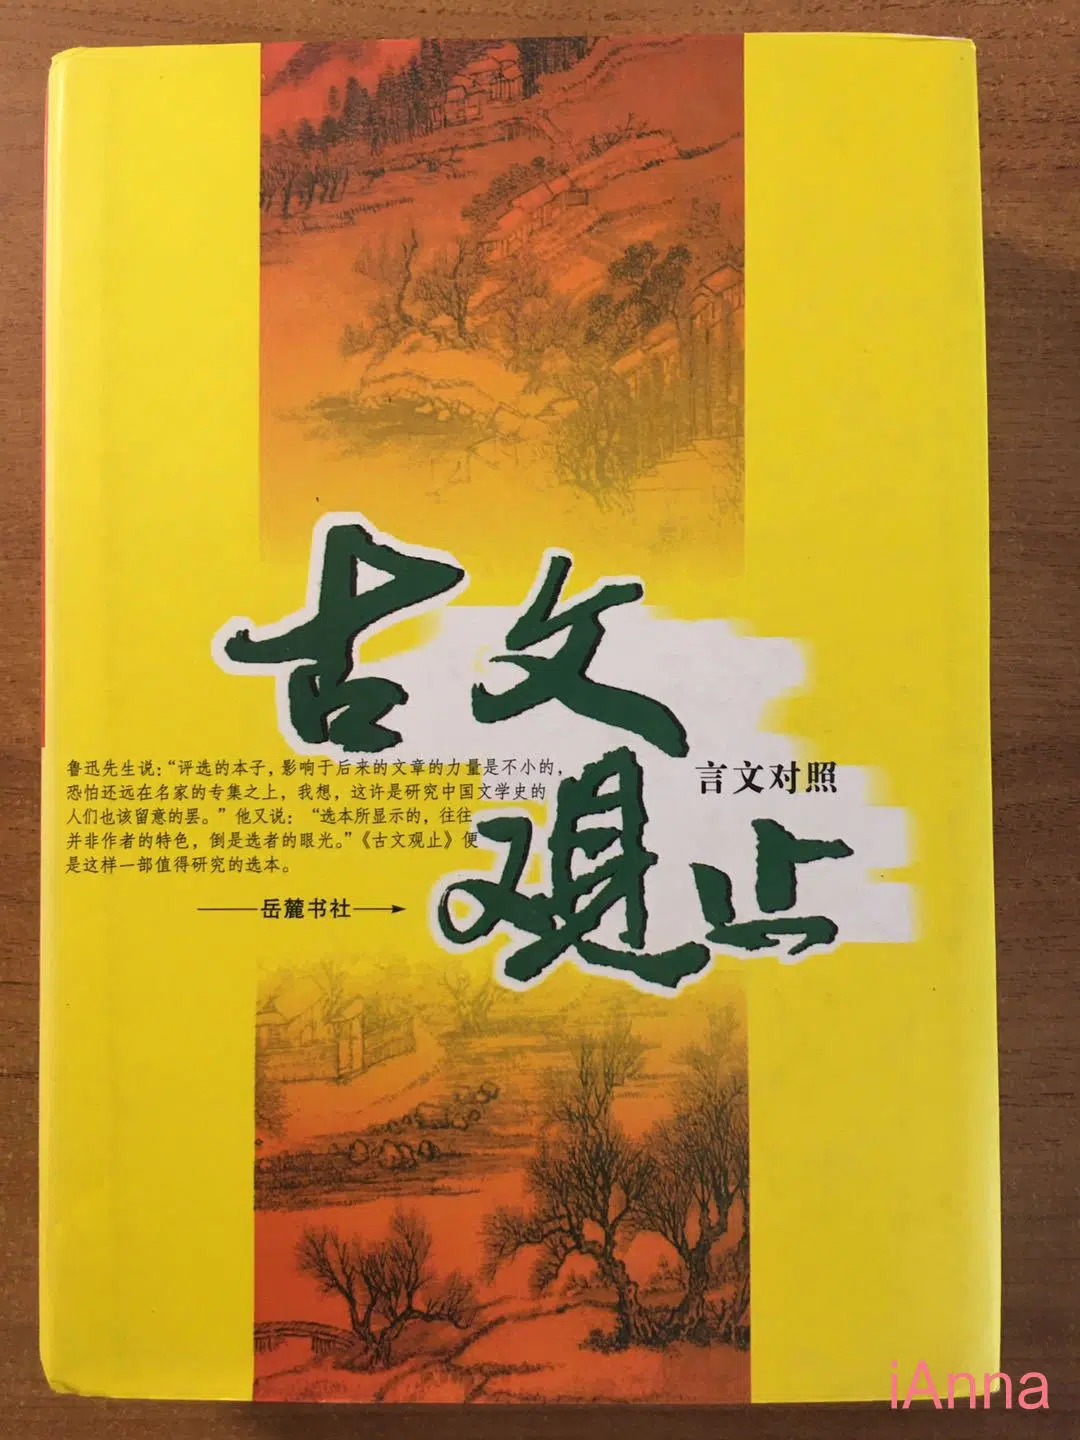 古文
观止
言文对照
鲁迅先生说：“评选的本子，影响于后来的文章的力量是不小的，
恐怕还远在名家的专集之上，我想，这许是研究中国文学史的
人们也该留意的罢。”他又说：“选本所显示的，往往
并非作者的特色，倒是选者的眼光。”《古文观止》便
是这样一部值得研究的选本。
岳麓书社
iAnna